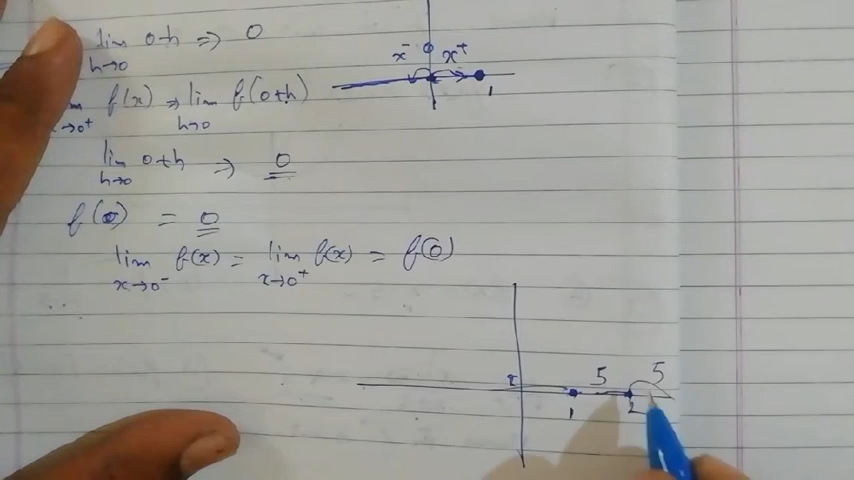 lim 0+h ⇒ 0
h→0
x⁻ 0 x⁺
1
f(x) ⇒ lim f(0+h)
x→0⁺ h→0
lim 0+h ⇒ 0
h→0
f(0) = 0
lim f(x) = lim f(x) = f(0)
x→0⁻ x→0⁺
x 5 5
1 2